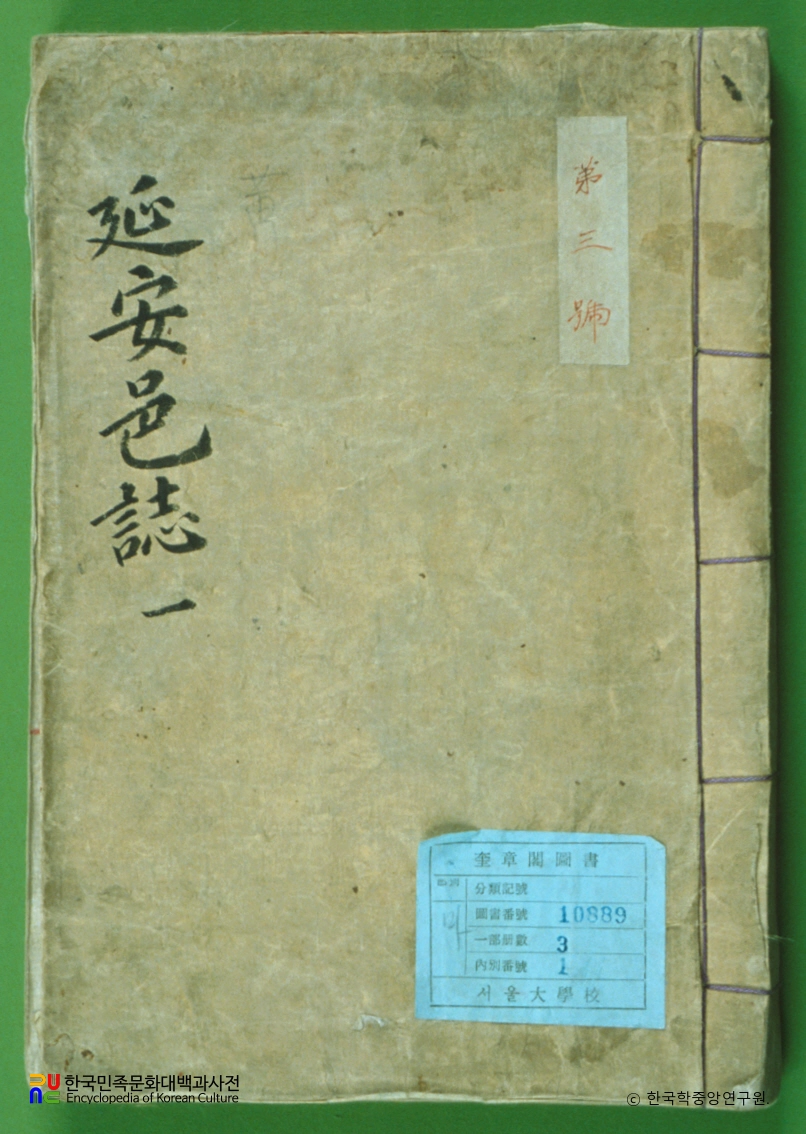 第三號
延安邑誌 一
奎章閣圖書
分類記號
圖書番號 10889
一部册數 3
內別番號 1
서울大學校
한국민족문화대백과사전
Encyclopedia of Korean Culture
ⓒ 한국학중앙연구원